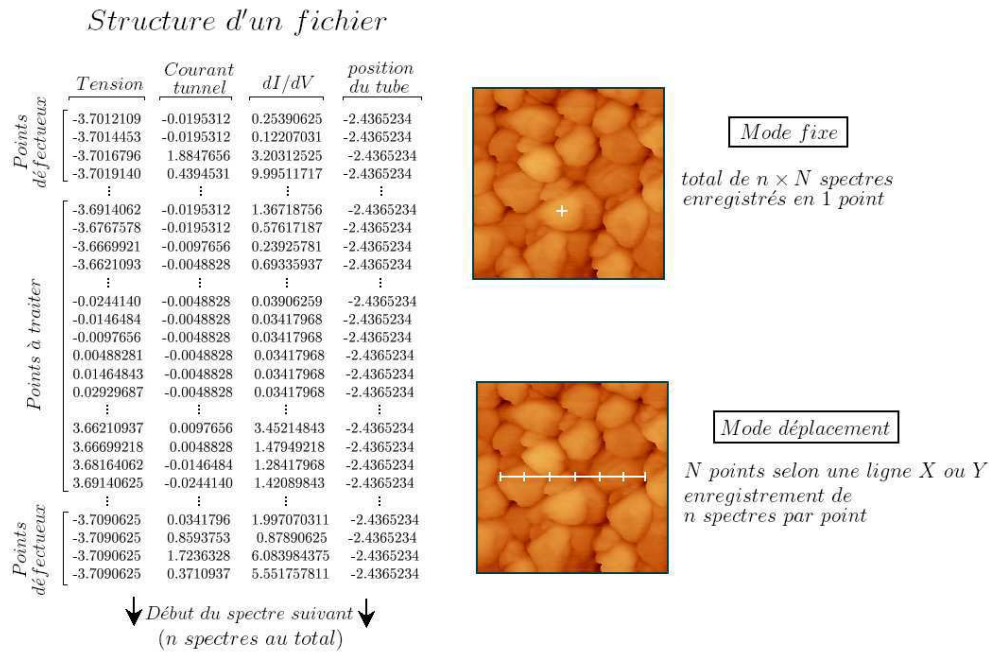 Structure d'un fichier
Tension Courant tunnel dI/dV position du tube
Points défectueux
-3.7012109 -0.0195312 0.25390625 -2.4365234
-3.7014453 -0.0195312 0.12207031 -2.4365234
-3.7016796 1.8847656 3.20312525 -2.4365234
-3.7019140 0.4394531 9.99511717 -2.4365234
Points à traiter
-3.6914062 -0.0195312 1.36718756 -2.4365234
-3.6767578 -0.0195312 0.57617187 -2.4365234
-3.6669921 -0.0097656 0.23925781 -2.4365234
-3.6621093 -0.0048828 0.69335937 -2.4365234
-0.0244140 -0.0048828 0.03906259 -2.4365234
-0.0146484 -0.0048828 0.03417968 -2.4365234
-0.0097656 -0.0048828 0.03417968 -2.4365234
0.00488281 -0.0048828 0.03417968 -2.4365234
0.01464843 -0.0048828 0.03417968 -2.4365234
0.02929687 -0.0048828 0.03417968 -2.4365234
3.66210937 0.0097656 3.45214843 -2.4365234
3.66699218 0.0048828 1.47949218 -2.4365234
3.68164062 -0.0146484 1.28417968 -2.4365234
3.69140625 -0.0244140 1.42089843 -2.4365234
Points défectueux
-3.7090625 0.0341796 1.997070311 -2.4365234
-3.7090625 0.8593753 0.87890625 -2.4365234
-3.7090625 1.7236328 6.083984375 -2.4365234
-3.7090625 0.3710937 5.551757811 -2.4365234
Début du spectre suivant
(n spectres au total)
Mode fixe
total de n × N spectres
enregistrés en 1 point
Mode déplacement
N points selon une ligne X ou Y
enregistrement de
n spectres par point